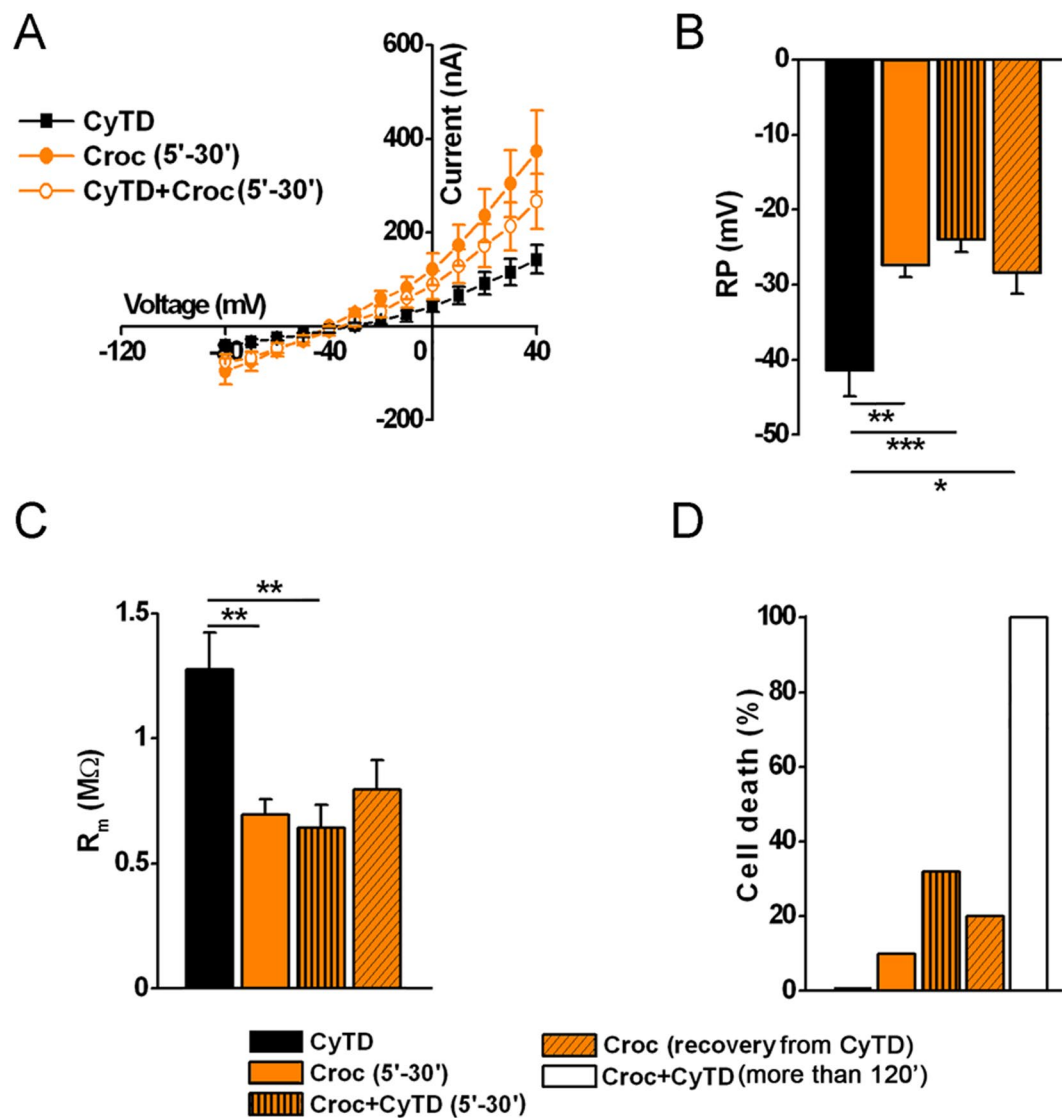 A
600
400
200
0
-200
Current (nA)
CyTD
Croc (5'-30')
CyTD+Croc (5'-30')
Voltage (mV)
-120
-80
-40
0
40
B
0
-10
-20
-30
-40
-50
RP (mV)
**
***
*
C
**
**
1.5
1
0.5
0
Rm (MΩ)
D
100
80
60
40
20
0
Cell death (%)
CyTD
Croc (5'-30')
Croc+CyTD (5'-30')
Croc (recovery from CyTD)
Croc+CyTD (more than 120')